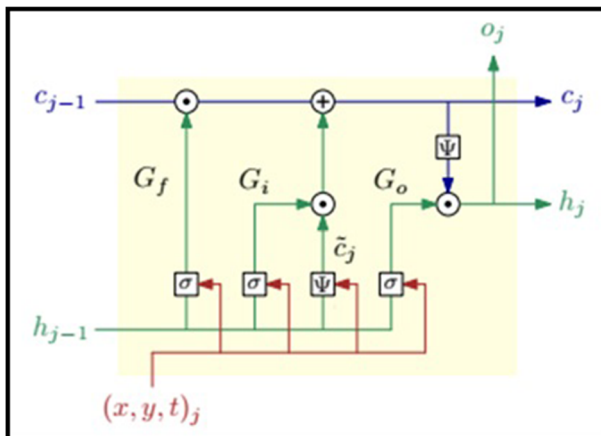 o_j
c_{j−1} ⊙ + c_j
Ψ
G_f G_i G_o
⊙ ⊙ h_j
c̃_j
σ σ Ψ σ
h_{j−1}
(x, y, t)_j